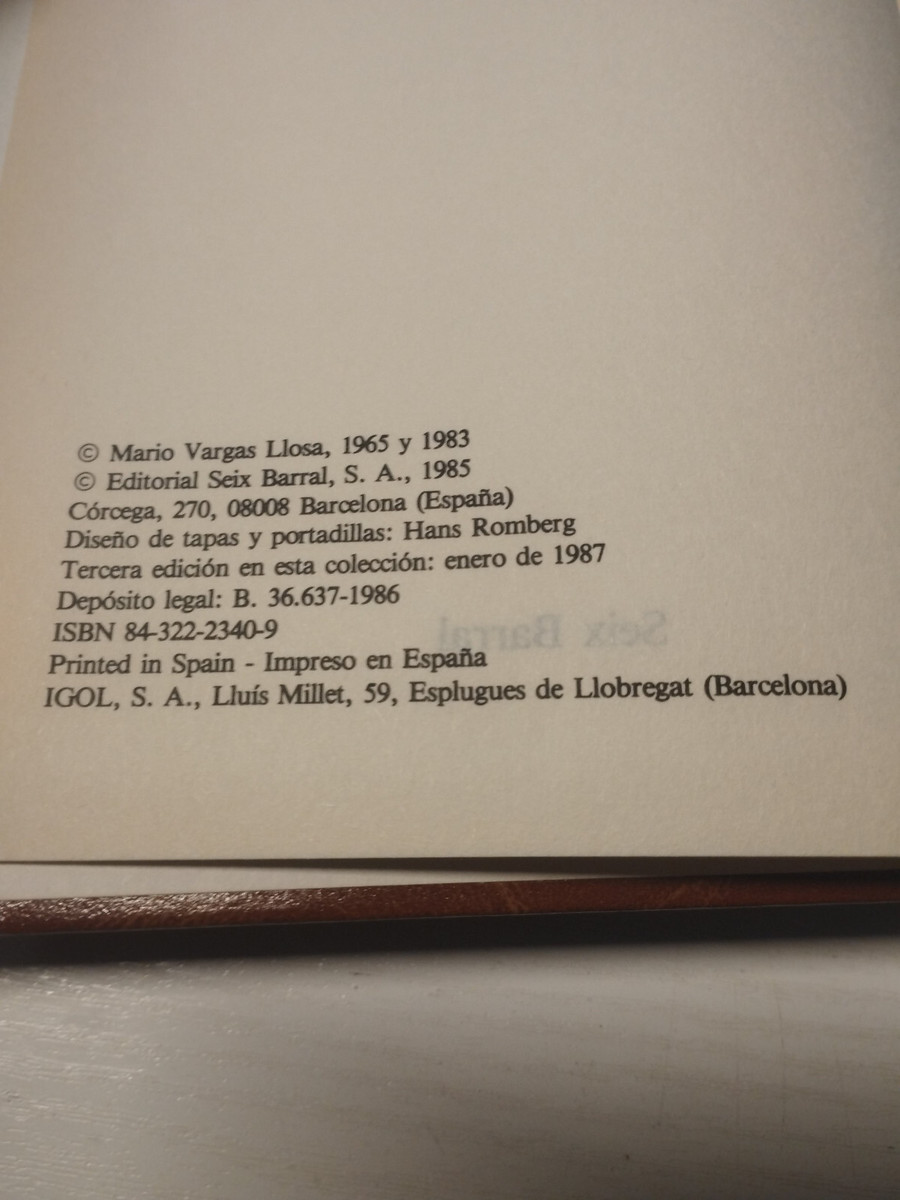 © Mario Vargas Llosa, 1965 y 1983
© Editorial Seix Barral, S. A., 1985
Córcega, 270, 08008 Barcelona (España)
Diseño de tapas y portadillas: Hans Romberg
Tercera edición en esta colección: enero de 1987
Depósito legal: B. 36.637-1986
ISBN 84-322-2340-9
Printed in Spain - Impreso en España
IGOL, S. A., Lluís Millet, 59, Esplugues de Llobregat (Barcelona)
Seix Barral